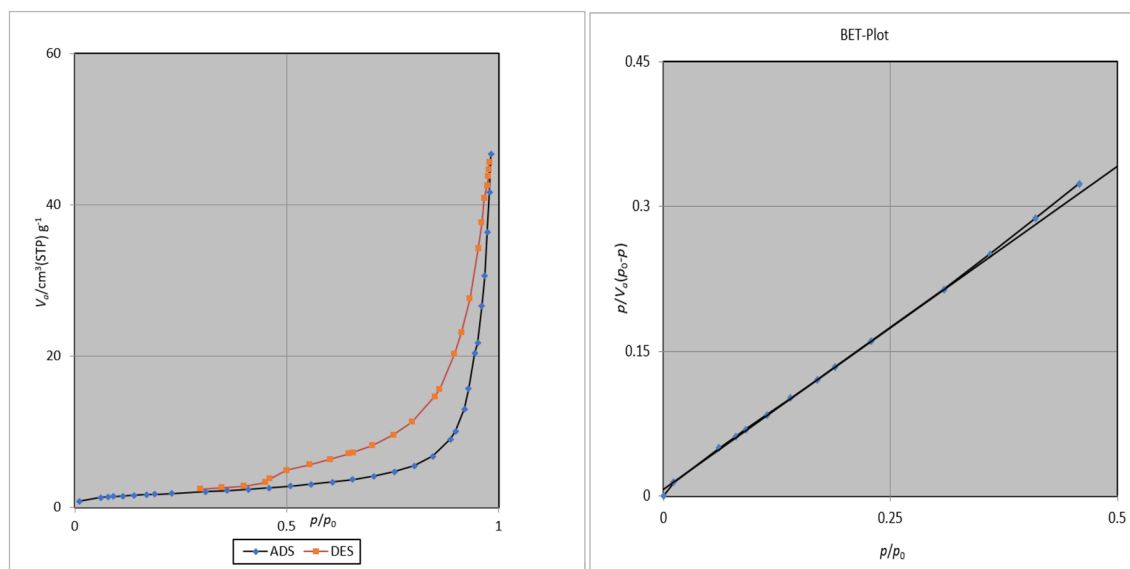 60
40
20
0
0
0.5
1
Vₐ/cm³(STP) g⁻¹
p/p₀
ADS
DES
BET-Plot
0.45
0.3
0.15
0
0
0.25
0.5
p/Vₐ(p₀-p)
p/p₀